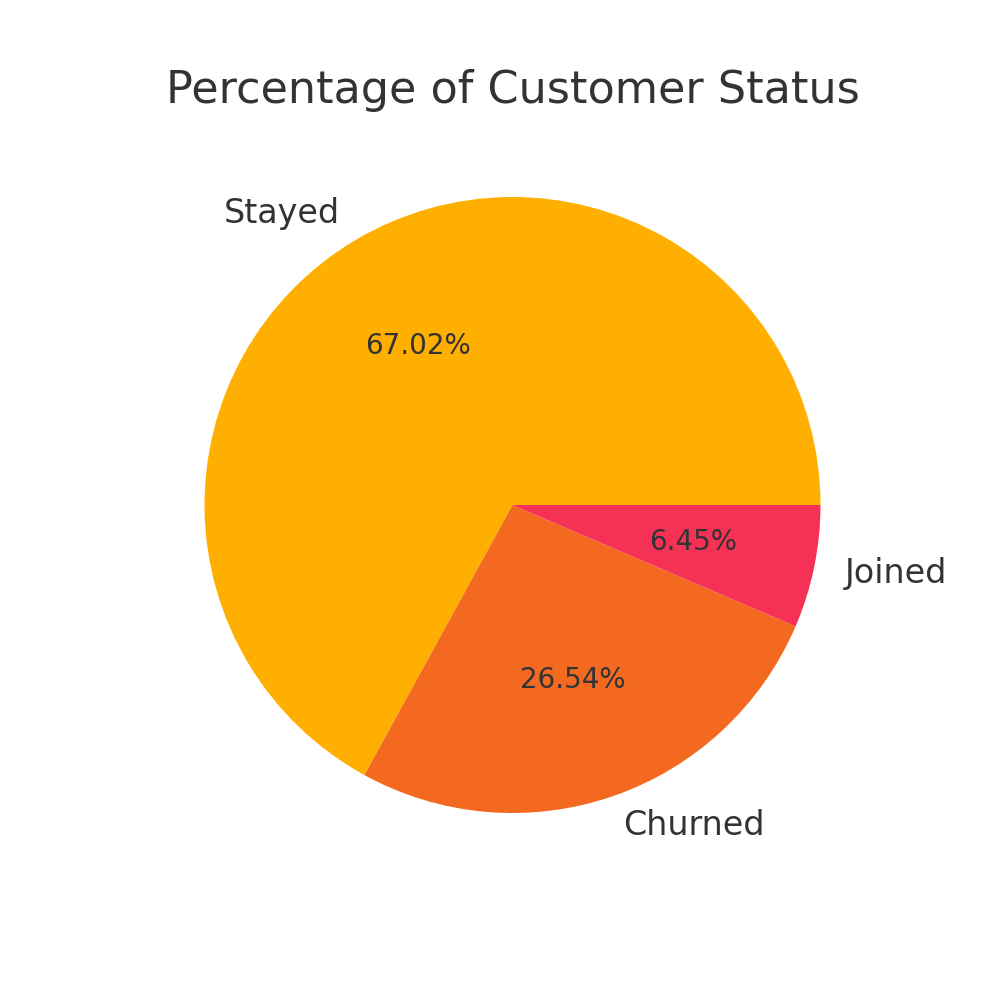 Percentage of Customer Status
Stayed
67.02%
6.45%
Joined
26.54%
Churned